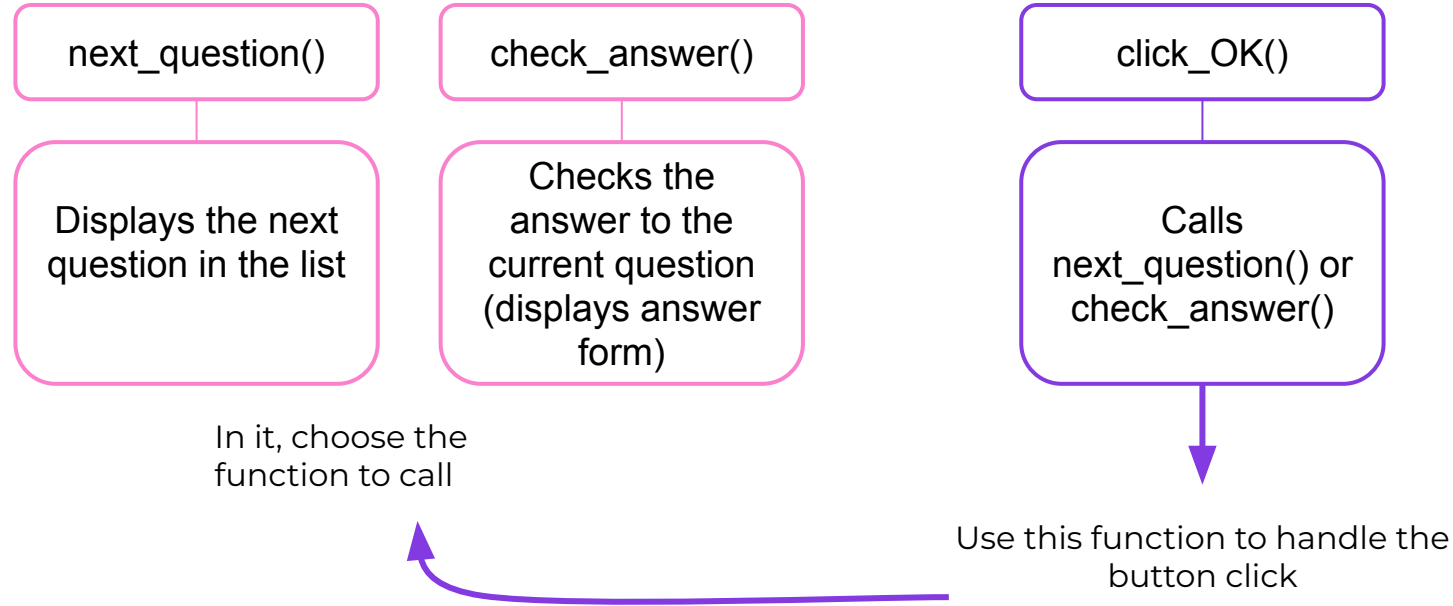 next_question()
check_answer()
click_OK()
Displays the next
question in the list
Checks the
answer to the
current question
(displays answer
form)
Calls
next_question() or
check_answer()
In it, choose the
function to call
Use this function to handle the
button click